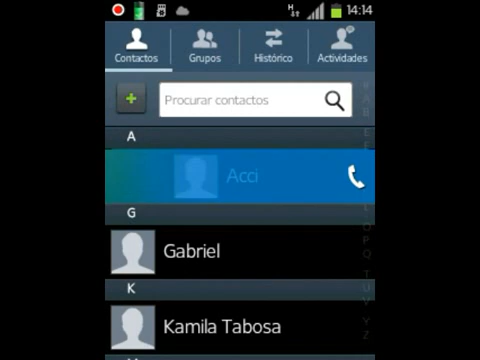 H
14:14
Contactos Grupos Histórico Actividades
Procurar contactos
A
Acci
G
Gabriel
K
Kamila Tabosa